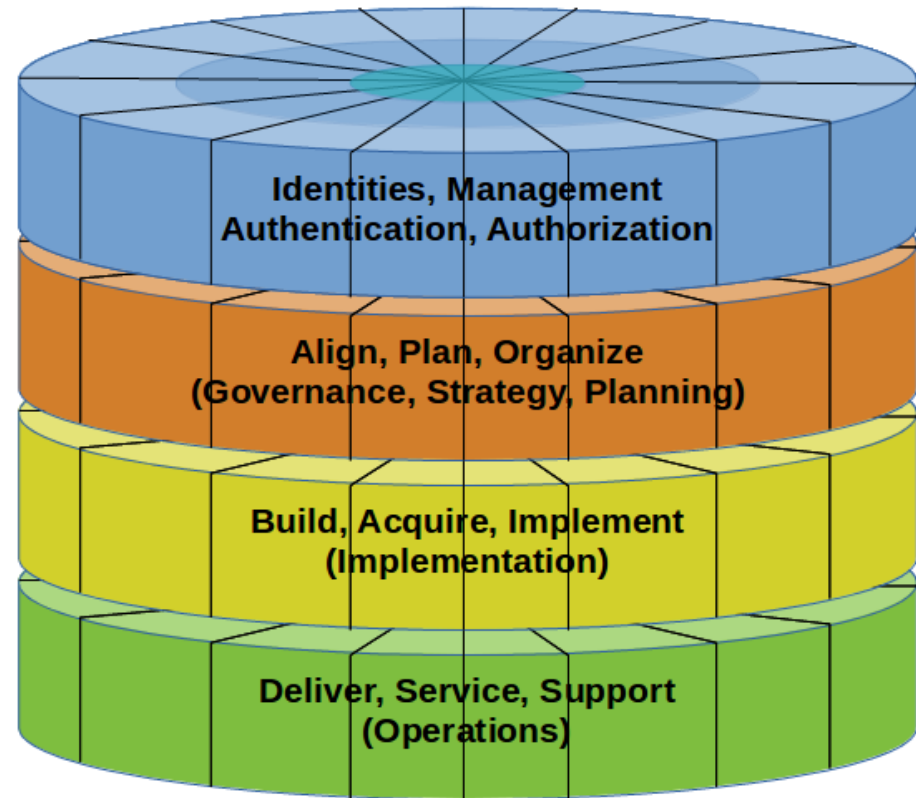 Identities, Management
Authentication, Authorization
Align, Plan, Organize
(Governance, Strategy, Planning)
Build, Acquire, Implement
(Implementation)
Deliver, Service, Support
(Operations)